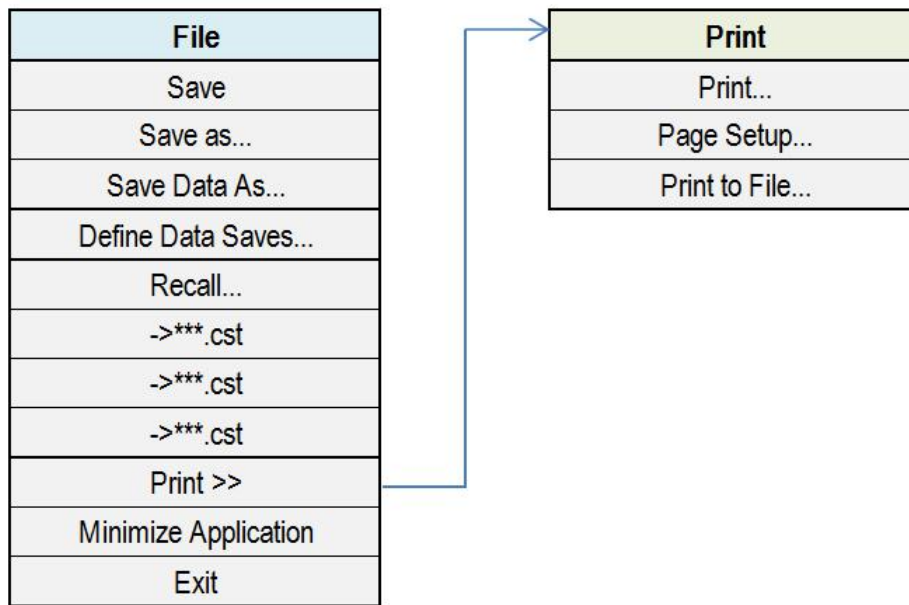 File
Save
Save as...
Save Data As...
Define Data Saves...
Recall...
->***.cst
->***.cst
->***.cst
Print >>
Minimize Application
Exit
Print
Print...
Page Setup...
Print to File...